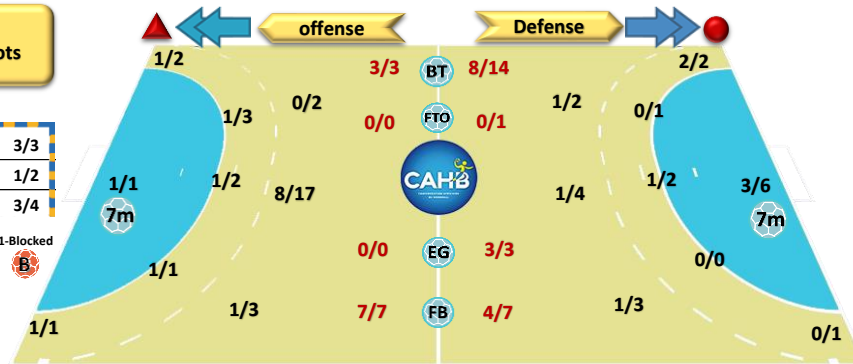 offense
Defense
ots
1/2
3/3
BT
8/14
2/2
0/2
1/2
1/3
0/0
FTO
0/1
0/1
3/3
1/2
3/4
1/1
1/2
8/17
CAHB
1/4
1/2
3/6
7m
7m
1-Blocked
B
0/0
EG
3/3
1/1
0/0
1/3
7/7
FB
4/7
1/3
1/1
0/1